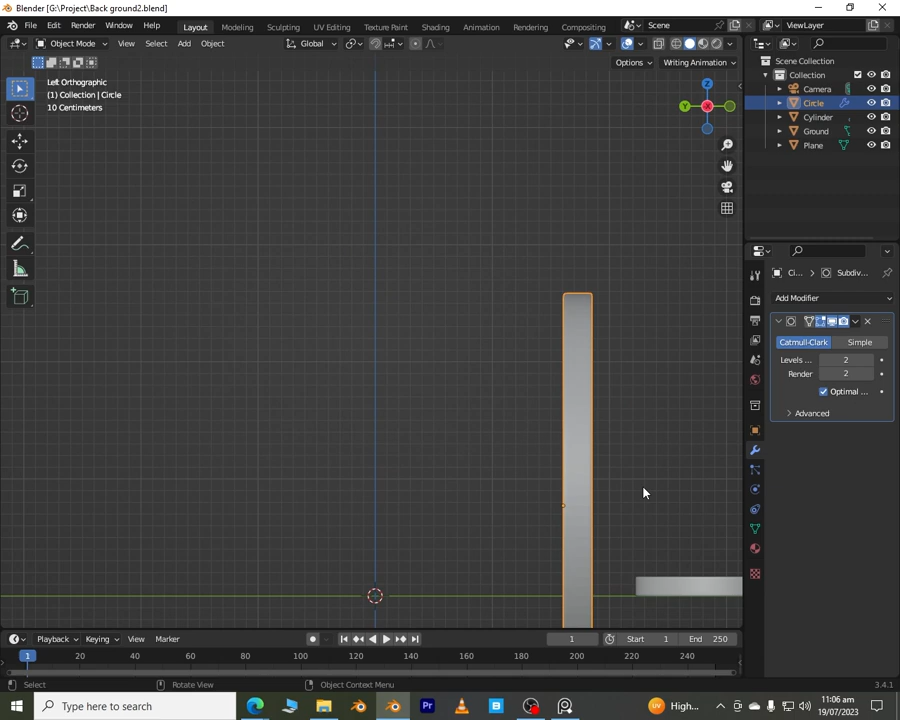 Blender [G:\Project\Back ground2.blend]
File Edit Render Window Help Layout Modeling Sculpting UV Editing Texture Paint Shading Animation Rendering Compositing Scene ViewLayer
Object Mode View Select Add Object Global
Options Writing Animation
Left Orthographic
(1) Collection | Circle
10 Centimeters
Z
Y X
Scene Collection
Collection
Camera
Circle
Cylinder
Ground
Plane
Ci... > Subdiv...
Add Modifier
Catmull-Clark Simple
Levels ... 2
Render 2
Optimal ...
Advanced
Playback Keying View Marker 1 Start 1 End 250
1 20 40 60 80 100 120 140 160 180 200 220 240
Select Rotate View Object Context Menu 3.4.1
Type here to search
UV High... 11:06 am
19/07/2023